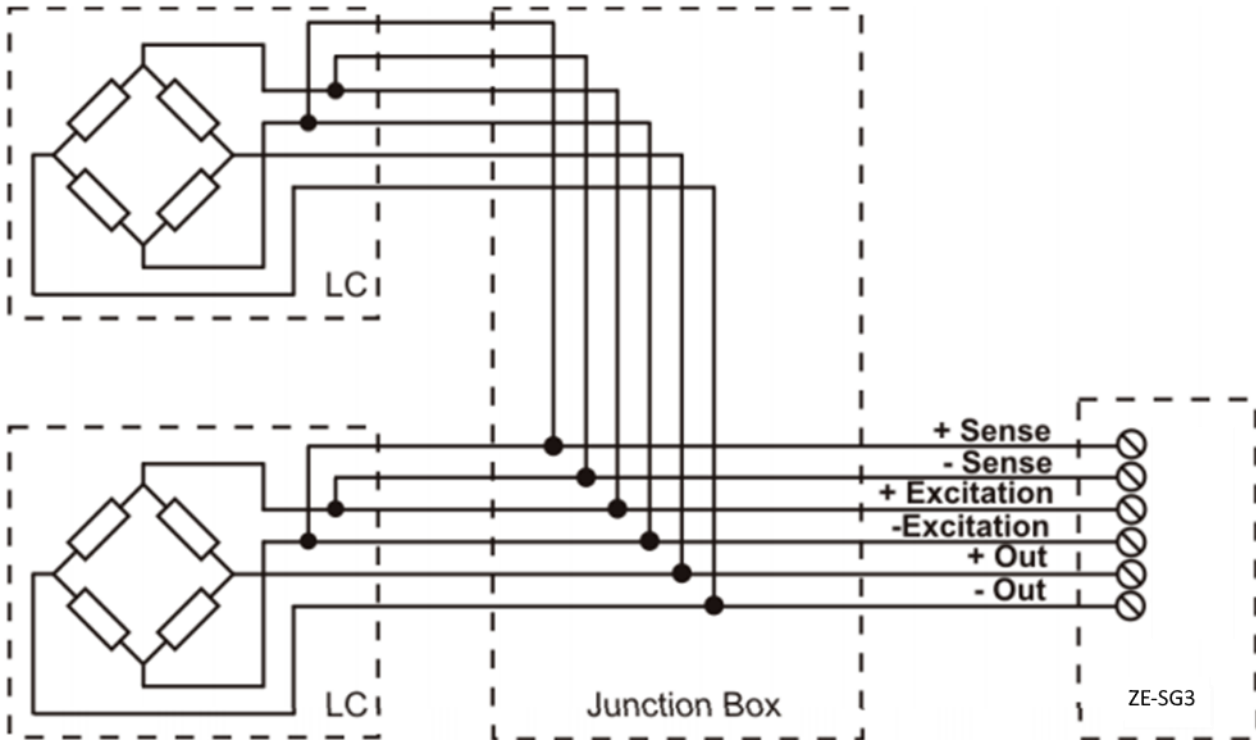 LC
+ Sense
- Sense
+ Excitation
-Excitation
+ Out
- Out
LC
Junction Box
ZE-SG3